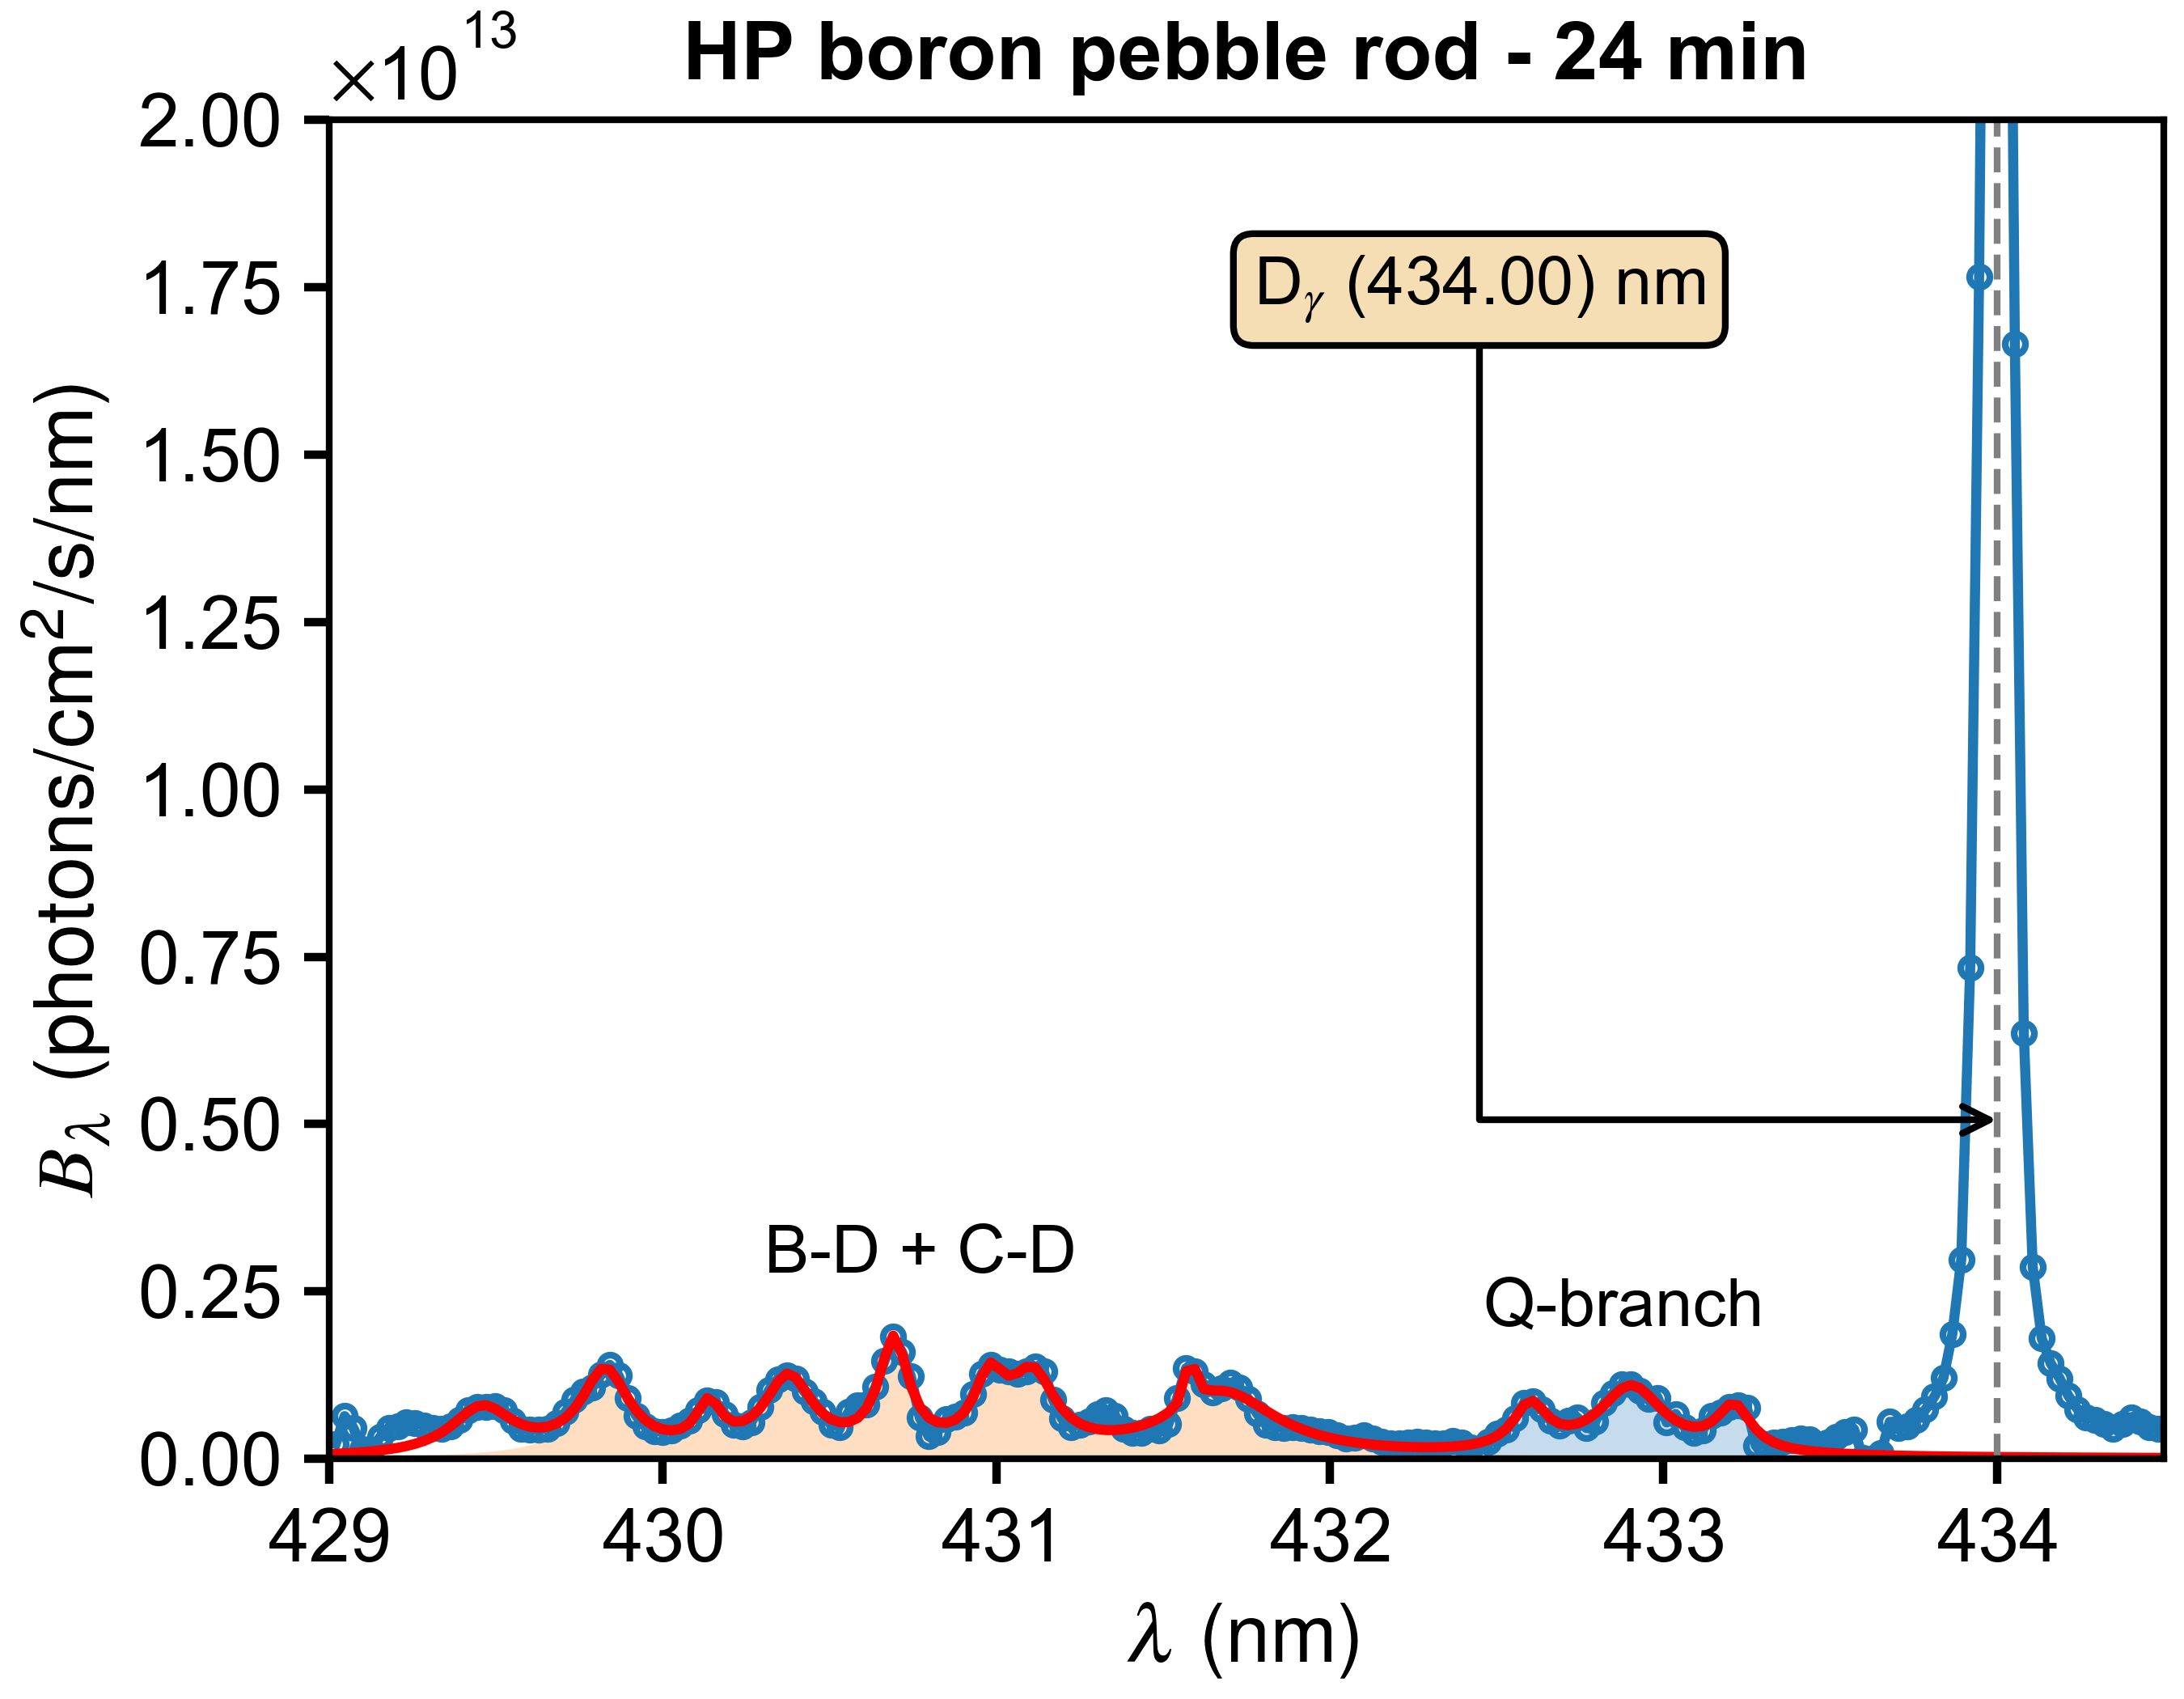 ×10¹³
HP boron pebble rod - 24 min
2.00
1.75
1.50
1.25
1.00
0.75
0.50
0.25
0.00
B_λ (photons/cm²/s/nm)
D_γ (434.00) nm
B-D + C-D
Q-branch
429 430 431 432 433 434
λ (nm)